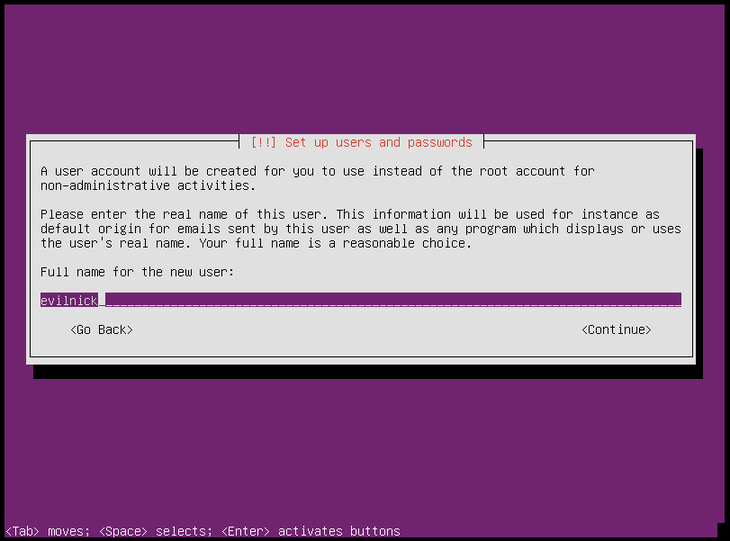 [!!] Set up users and passwords
A user account will be created for you to use instead of the root account for
non-administrative activities.
Please enter the real name of this user. This information will be used for instance as
default origin for emails sent by this user as well as any program which displays or uses
the user's real name. Your full name is a reasonable choice.
Full name for the new user:
evilnick
<Go Back> <Continue>
<Tab> moves; <Space> selects; <Enter> activates buttons